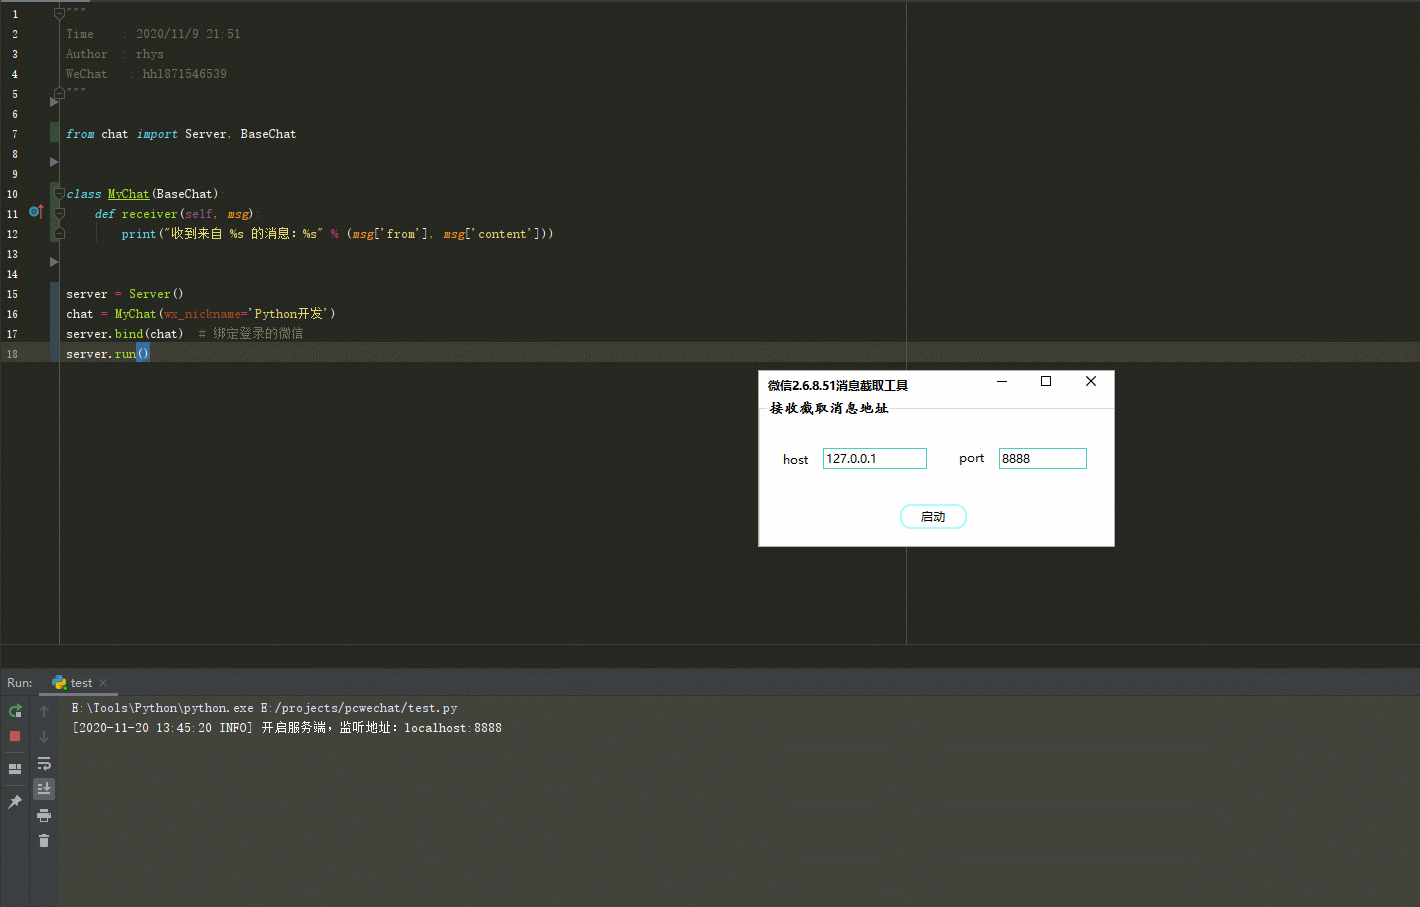 1 """
2 Time    : 2020/11/9 21:51
3 Author  : rhys
4 WeChat   : hhl871546539
5 """
6
7 from chat import Server, BaseChat
8
9
10 class MyChat(BaseChat):
11     def receiver(self, msg):
12         print("收到来自 %s 的消息：%s" % (msg['from'], msg['content']))
13
14
15 server = Server()
16 chat = MyChat(wx_nickname='Python开发')
17 server.bind(chat)  # 绑定登录的微信
18 server.run()
微信2.6.8.51消息截取工具
接收截取消息地址
host 127.0.0.1 port 8888
启动
Run: test
E:\Tools\Python\python.exe E:/projects/pcwechat/test.py
[2020-11-20 13:45:20 INFO] 开启服务端，监听地址：localhost:8888